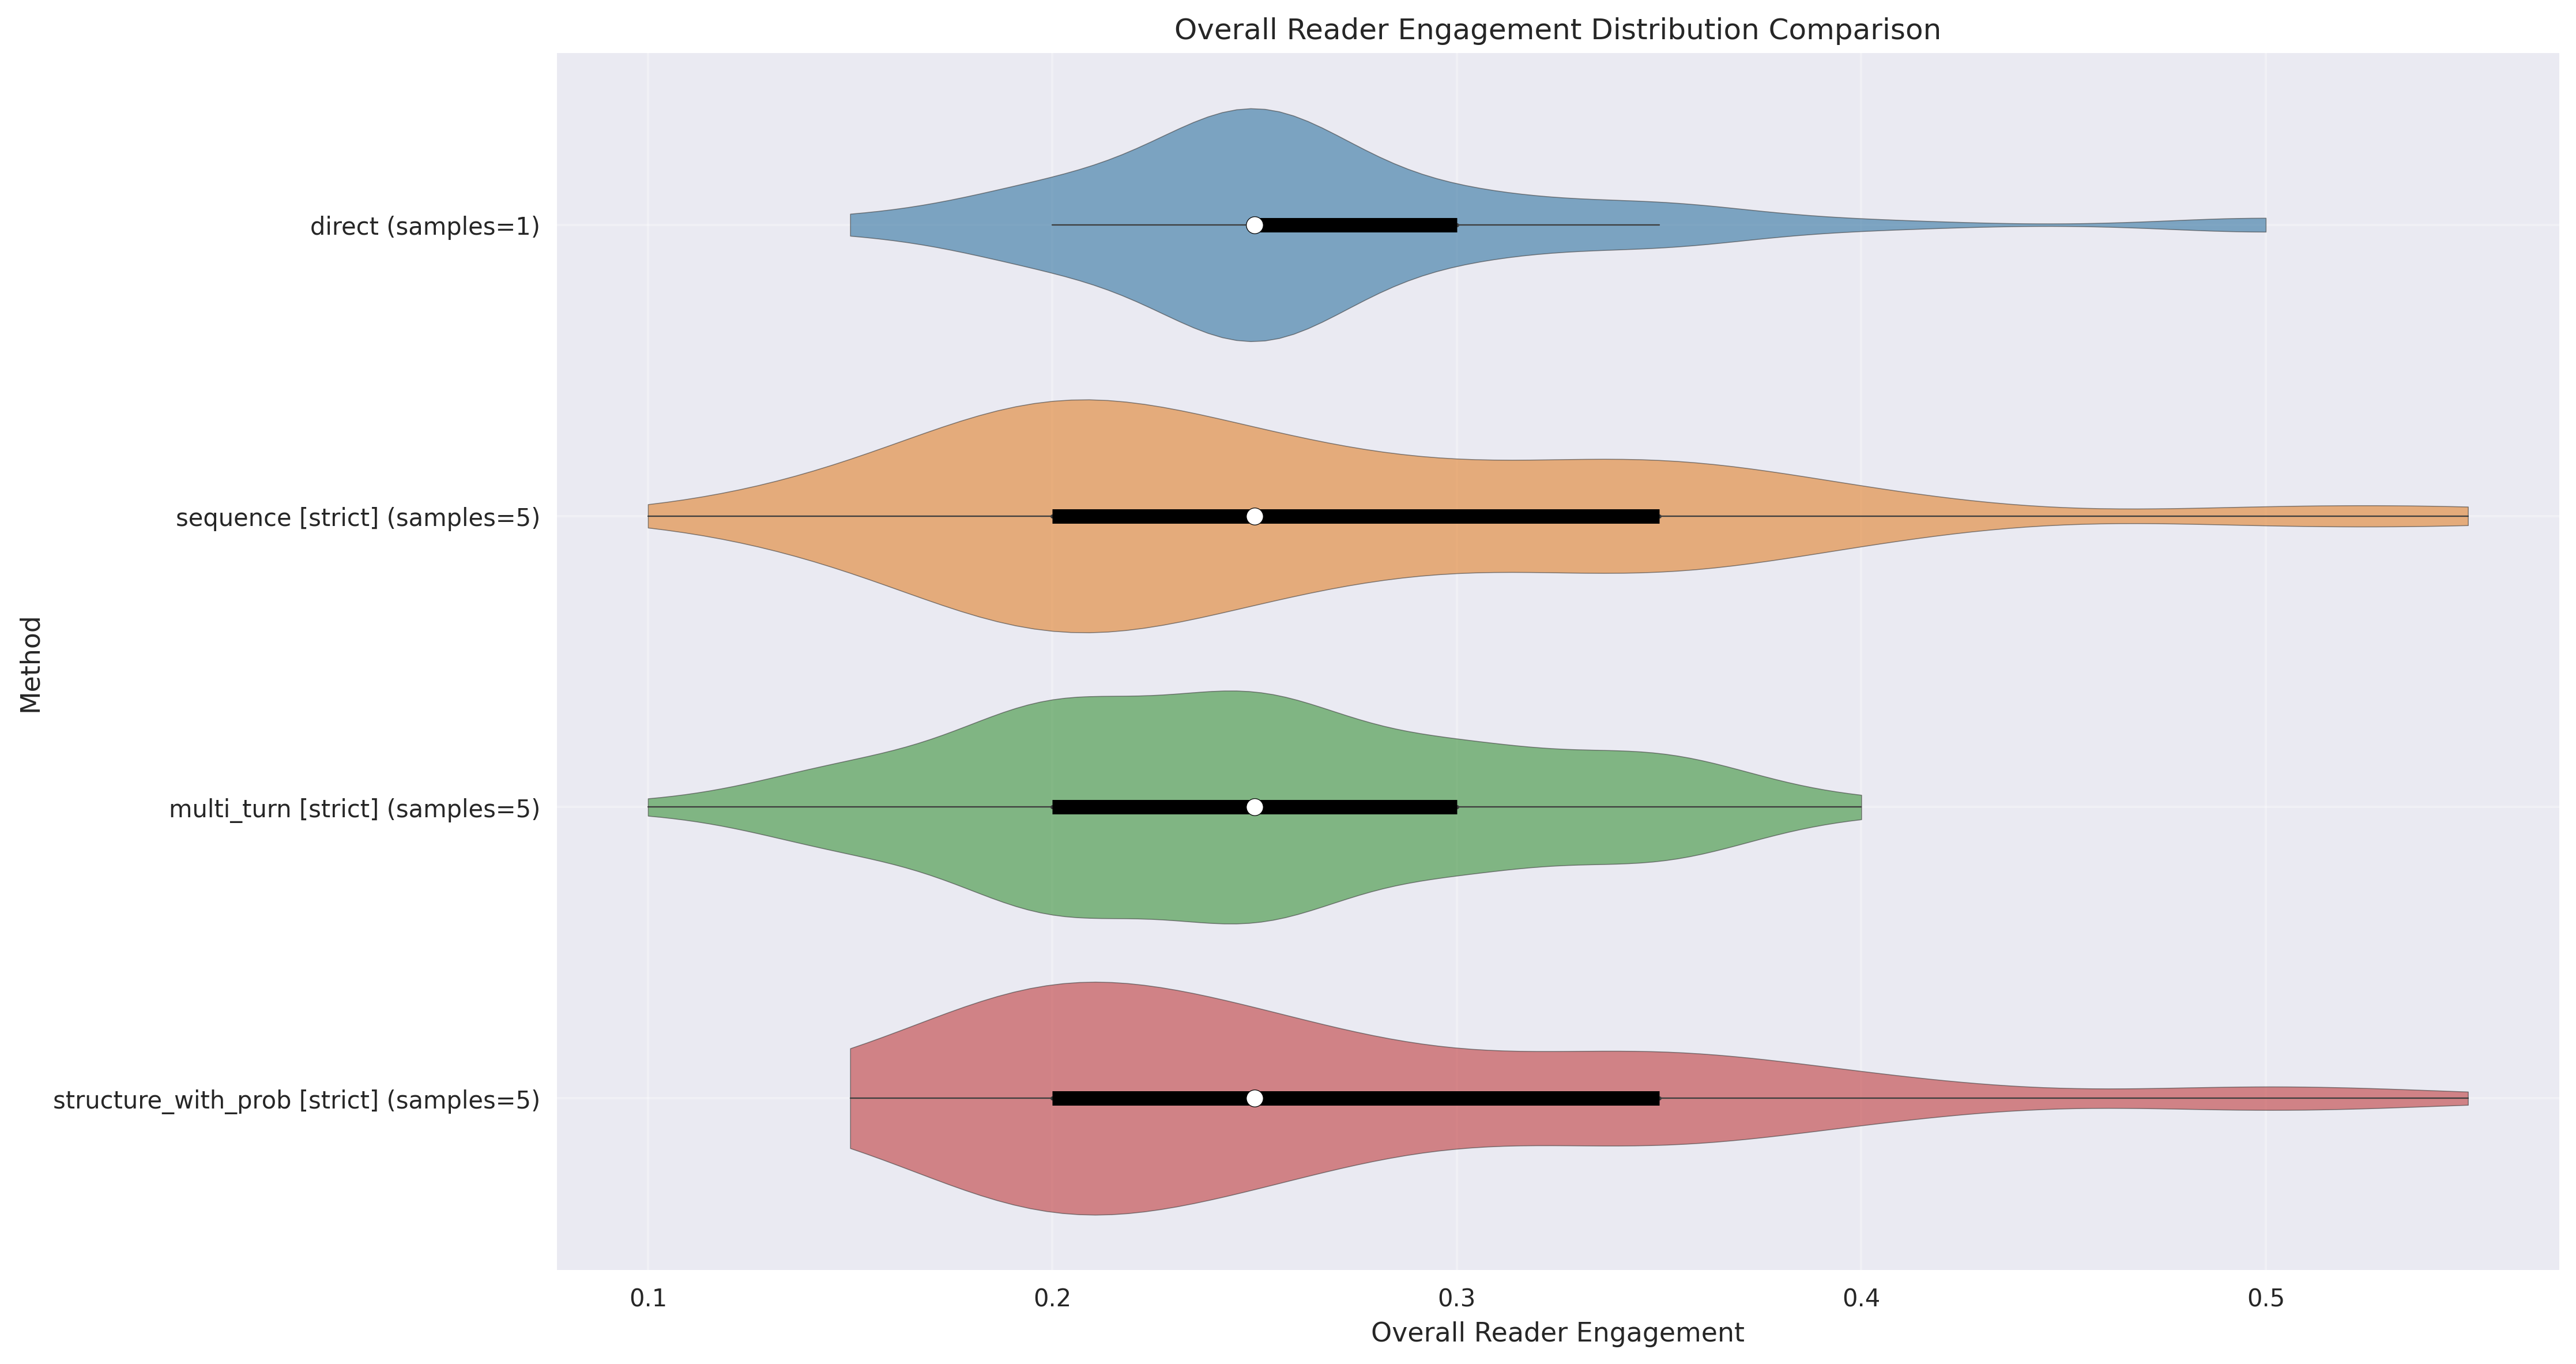 Overall Reader Engagement Distribution Comparison
Method
direct (samples=1)
sequence [strict] (samples=5)
multi_turn [strict] (samples=5)
structure_with_prob [strict] (samples=5)
0.1 0.2 0.3 0.4 0.5
Overall Reader Engagement